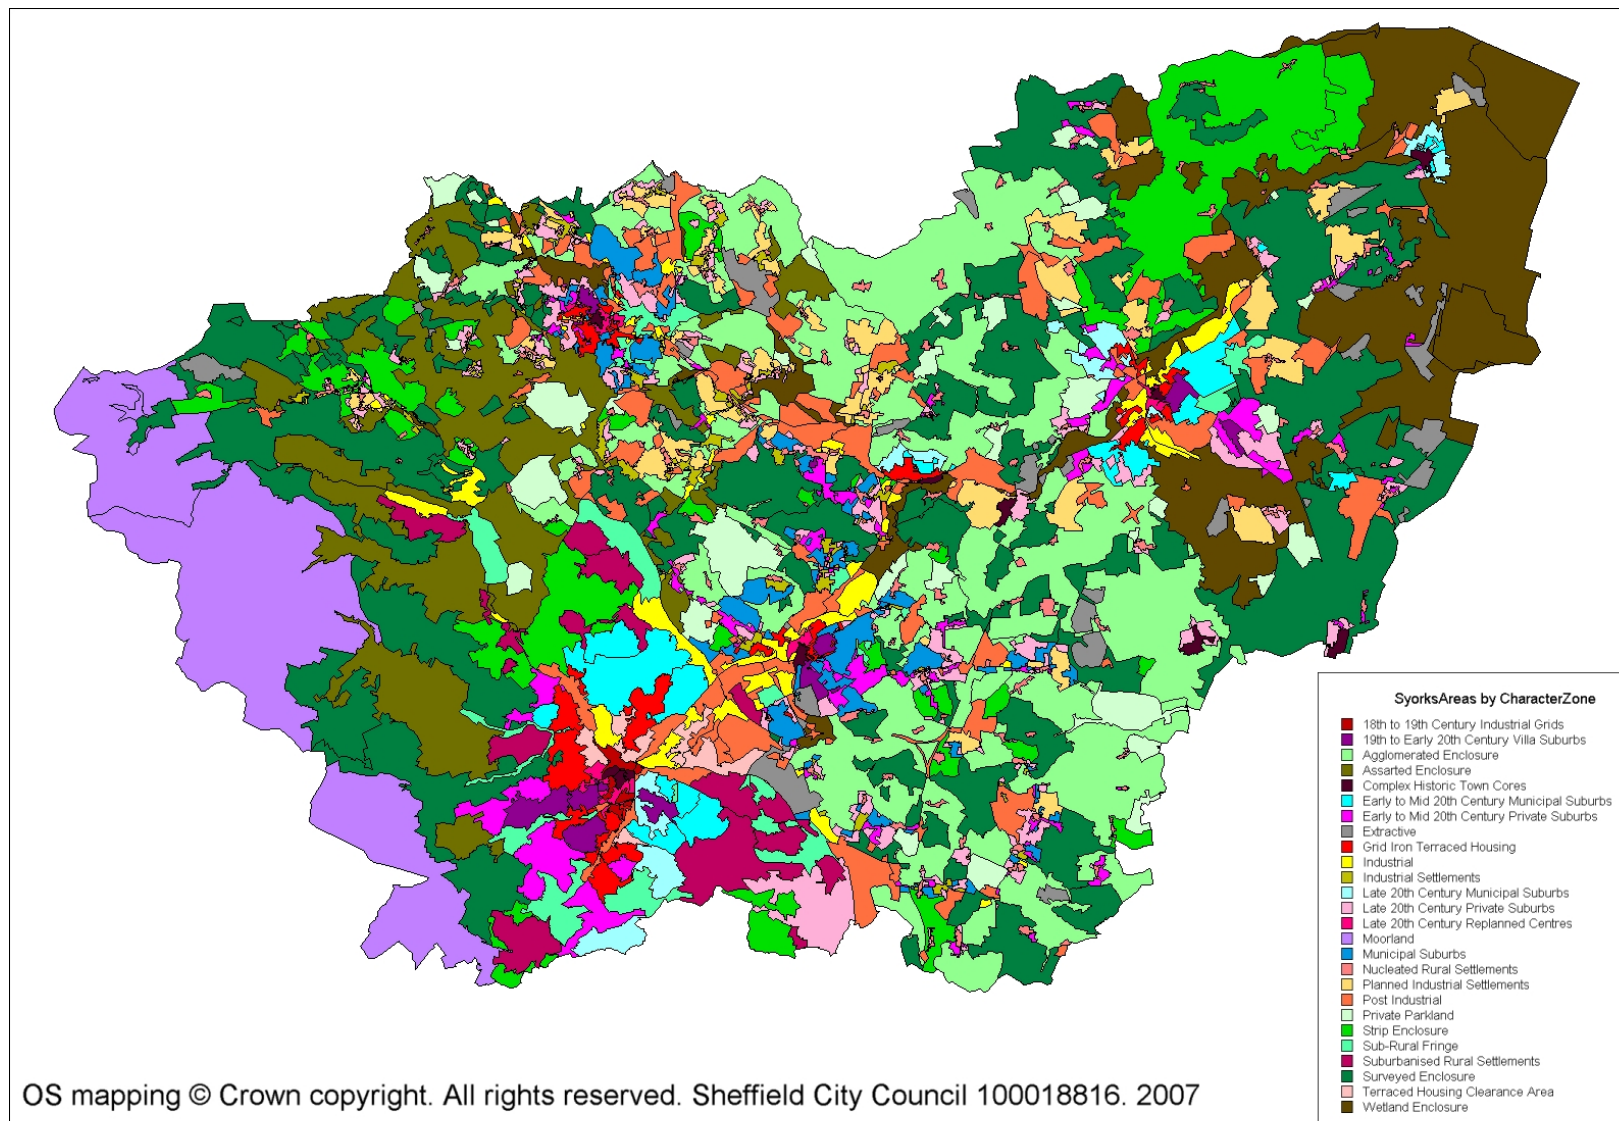 SyorksAreas by CharacterZone
18th to 19th Century Industrial Grids
19th to Early 20th Century Villa Suburbs
Agglomerated Enclosure
Assarted Enclosure
Complex Historic Town Cores
Early to Mid 20th Century Municipal Suburbs
Early to Mid 20th Century Private Suburbs
Extractive
Grid Iron Terraced Housing
Industrial
Industrial Settlements
Late 20th Century Municipal Suburbs
Late 20th Century Private Suburbs
Late 20th Century Replanned Centres
Moorland
Municipal Suburbs
Nucleated Rural Settlements
Planned Industrial Settlements
Post Industrial
Private Parkland
Strip Enclosure
Sub-Rural Fringe
Suburbanised Rural Settlements
Surveyed Enclosure
Terraced Housing Clearance Area
Wetland Enclosure
OS mapping © Crown copyright. All rights reserved. Sheffield City Council 100018816. 2007